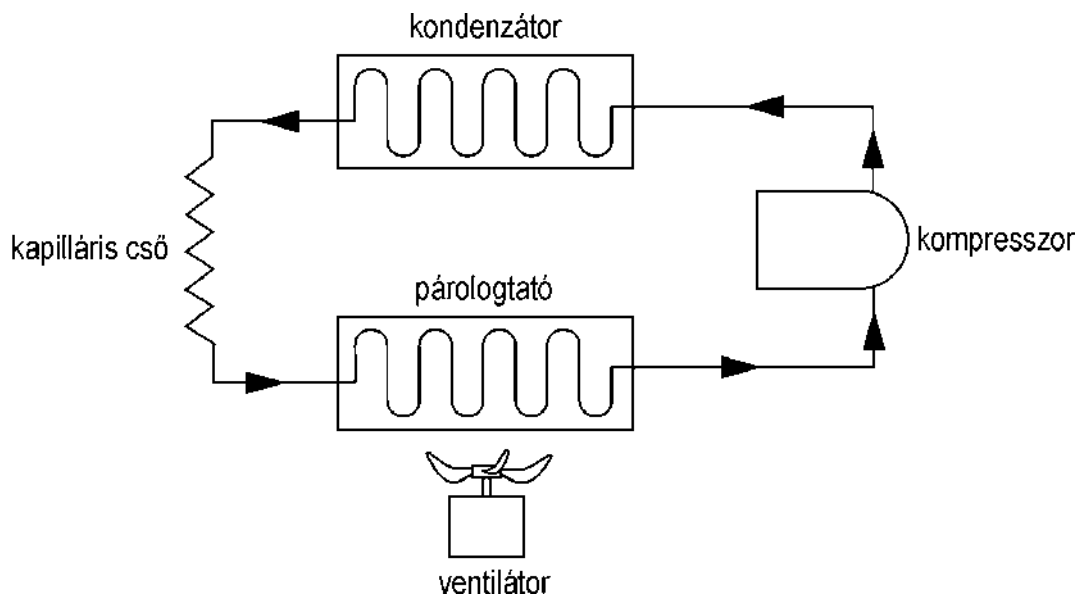 kondenzátor
kapilláris cső
kompresszor
párologtató
ventilátor